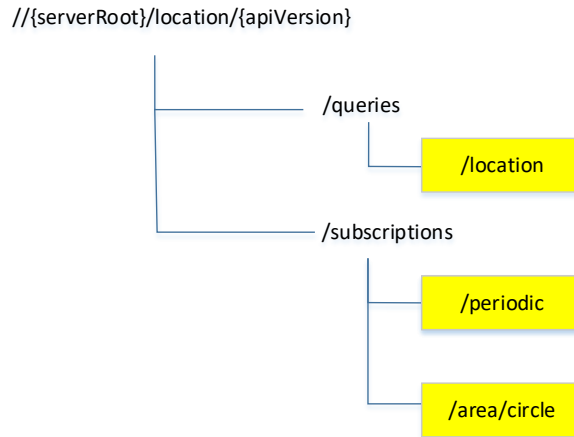 //{serverRoot}/location/{apiVersion}
/queries
/location
/subscriptions
/periodic
/area/circle